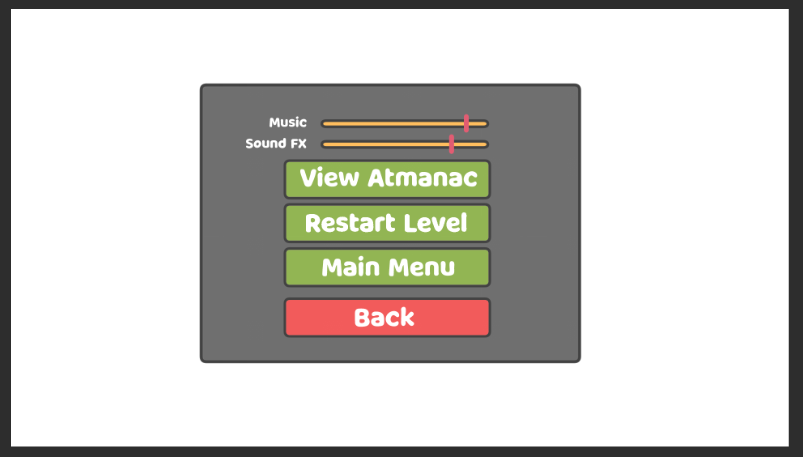 Music
Sound FX
View Atmanac
Restart Level
Main Menu
Back